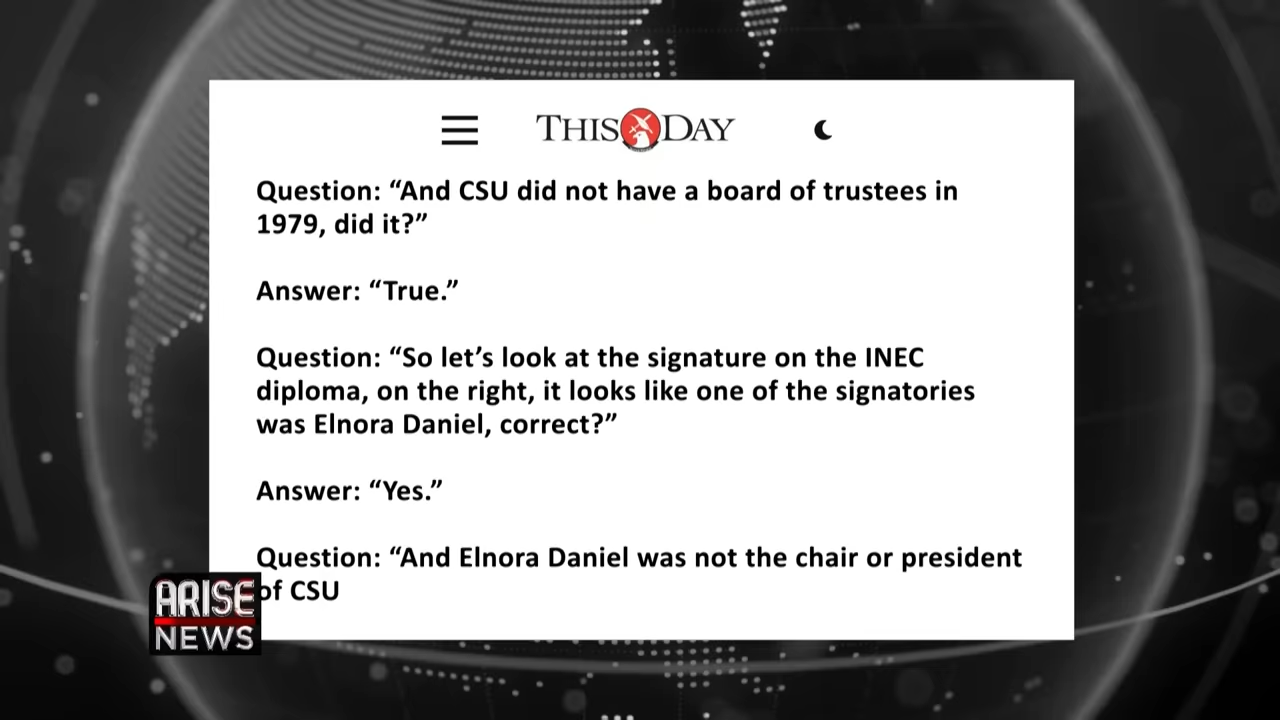 THIS DAY
Question: “And CSU did not have a board of trustees in
1979, did it?”
Answer: “True.”
Question: “So let’s look at the signature on the INEC
diploma, on the right, it looks like one of the signatories
was Elnora Daniel, correct?”
Answer: “Yes.”
Question: “And Elnora Daniel was not the chair or president
of CSU
ARISE
NEWS